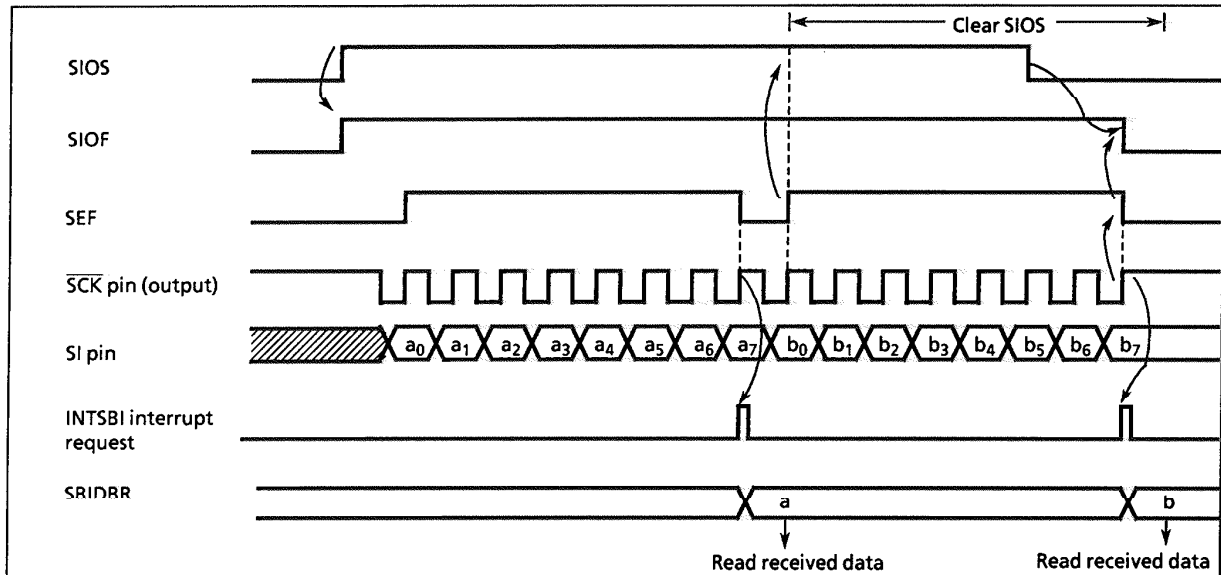 Clear SIOS
SIOS
SIOF
SEF
SCK pin (output)
SI pin
a0 a1 a2 a3 a4 a5 a6 a7 b0 b1 b2 b3 b4 b5 b6 b7
INTSBI interrupt
request
SBIDBR
a
b
Read received data
Read received data